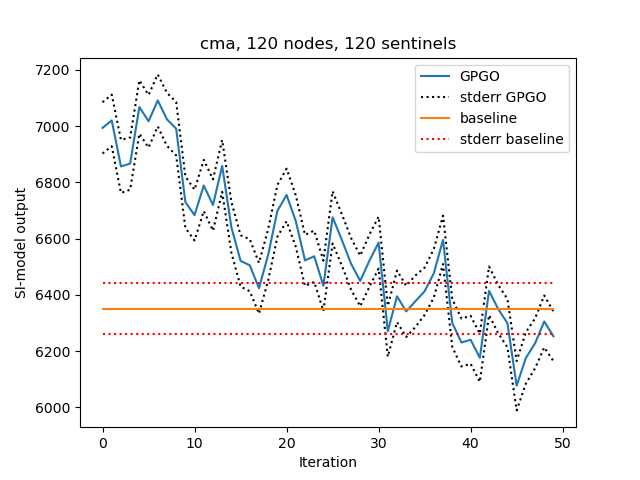 cma, 120 nodes, 120 sentinels
GPGO
stderr GPGO
baseline
stderr baseline
SI-model output
7200
7000
6800
6600
6400
6200
6000
0 10 20 30 40 50
Iteration